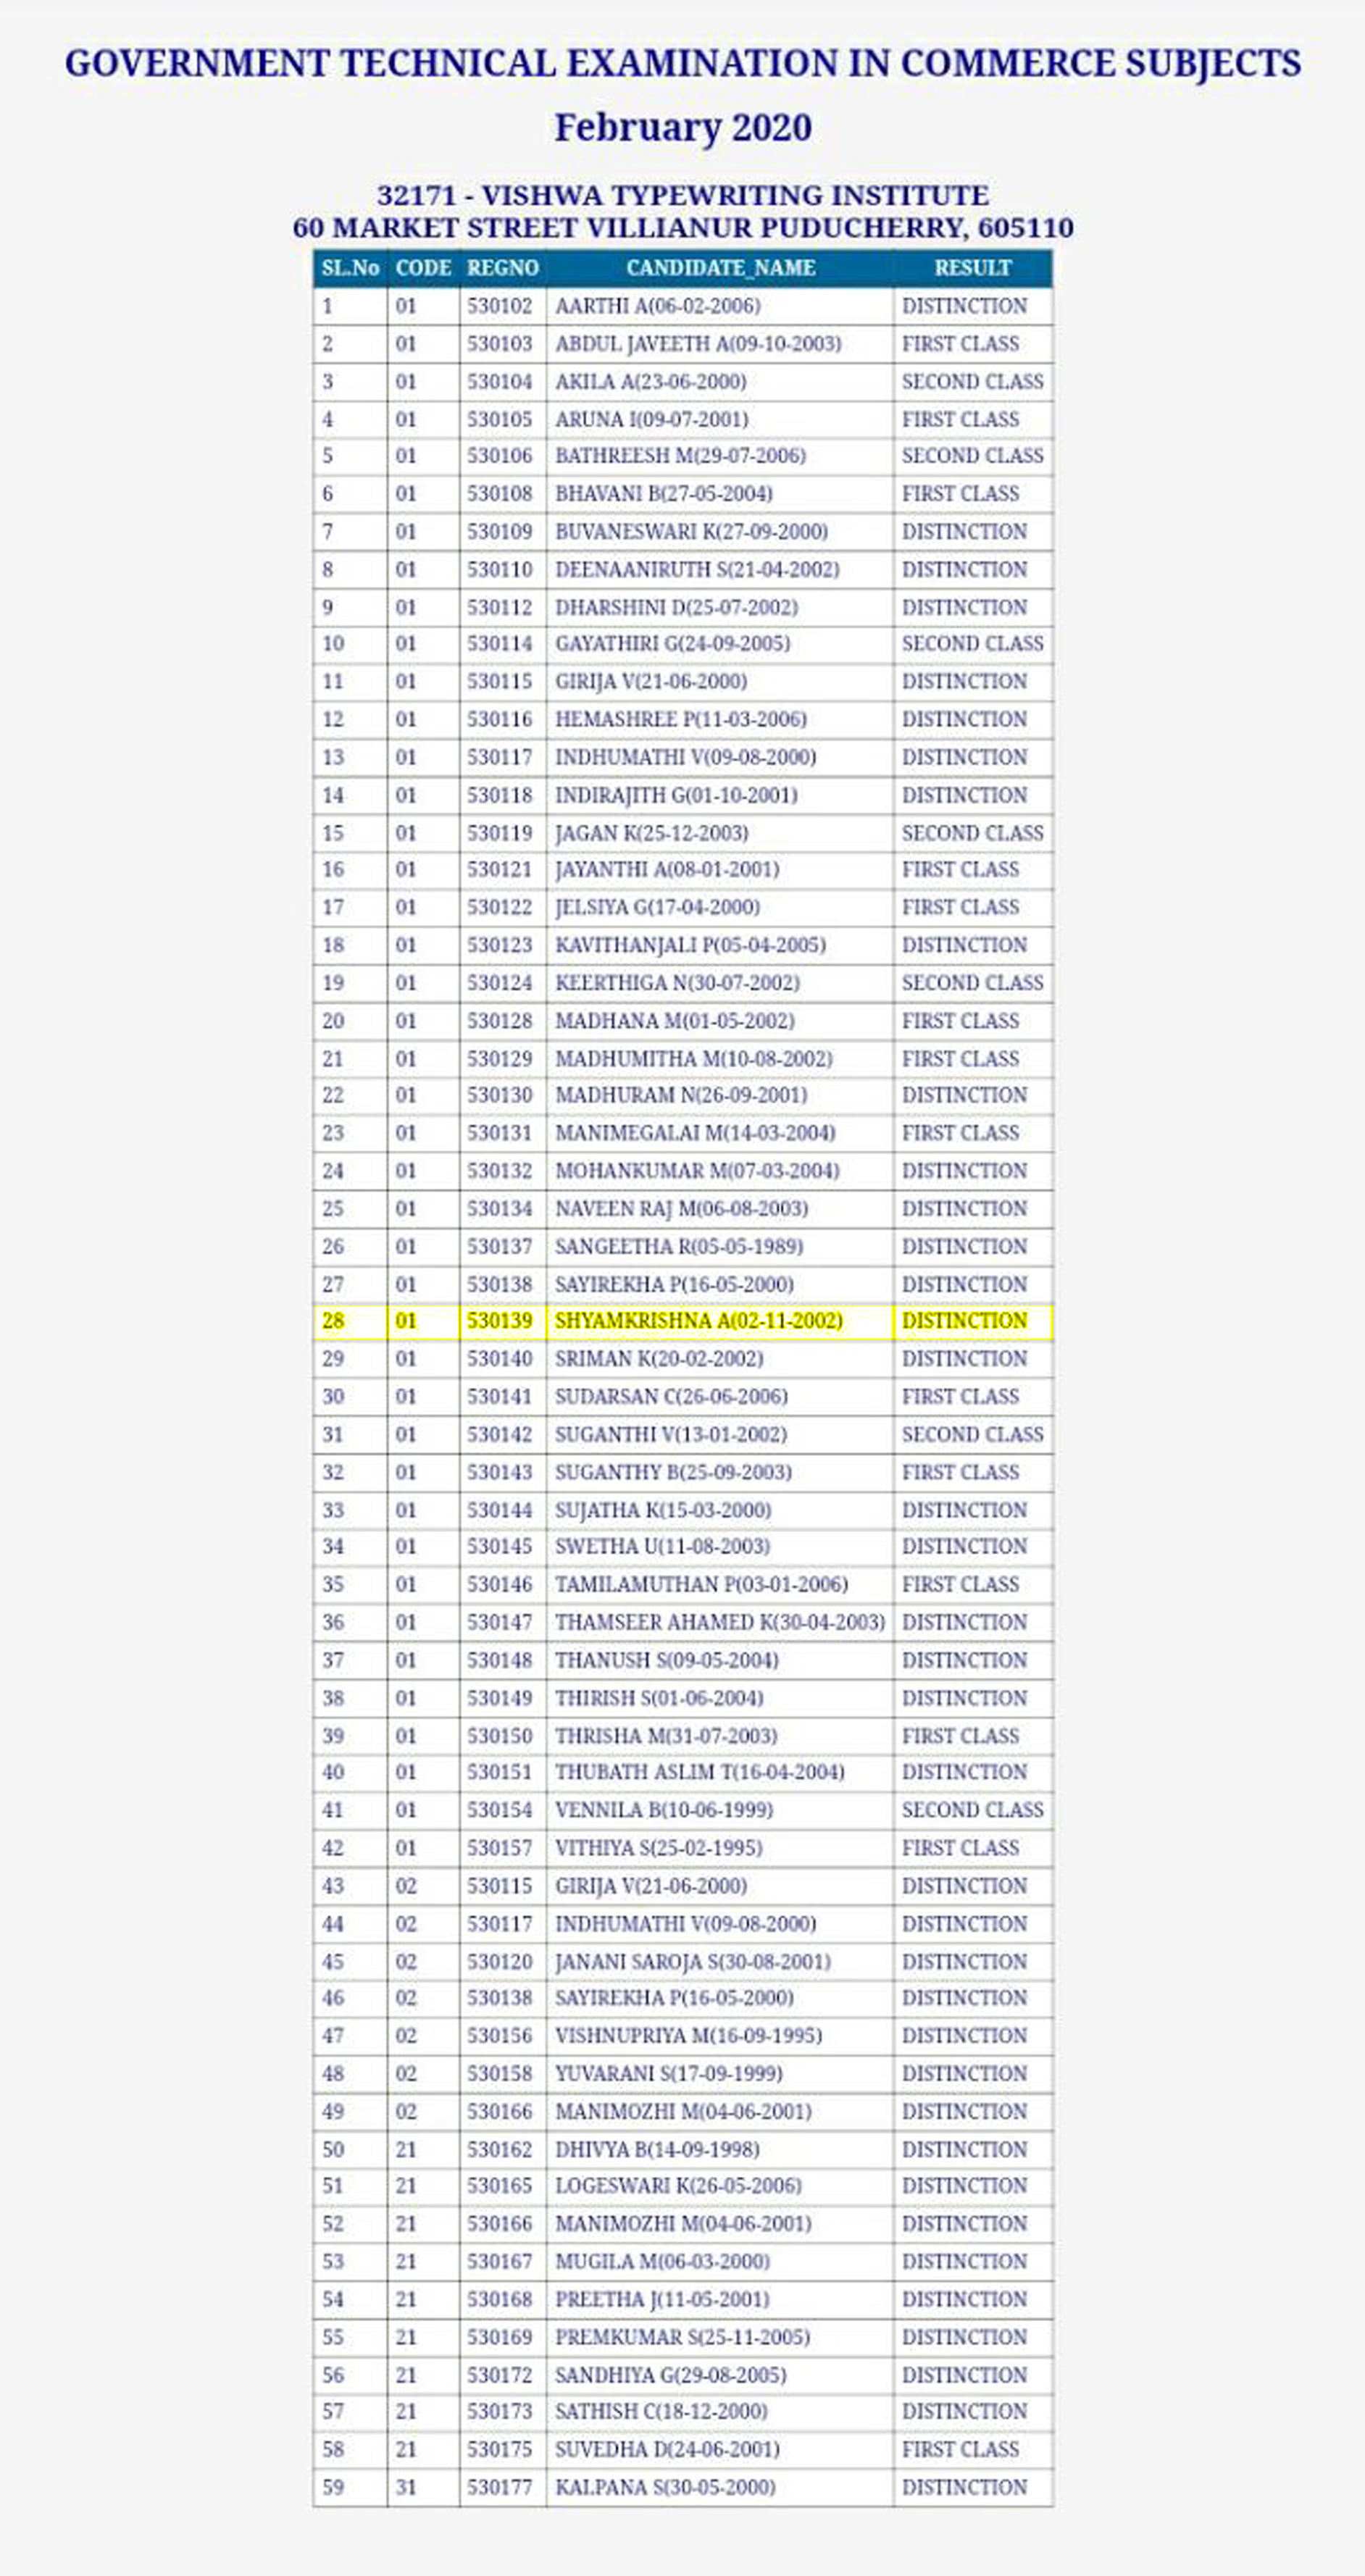 GOVERNMENT TECHNICAL EXAMINATION IN COMMERCE SUBJECTS
February 2020
32171 - VISHWA TYPEWRITING INSTITUTE
60 MARKET STREET VILLIANUR PUDUCHERRY, 605110
SL.No CODE REGNO CANDIDATE_NAME RESULT
1 01 530102 AARTHI A(06-02-2006) DISTINCTION
2 01 530103 ABDUL JAVEETH A(09-10-2003) FIRST CLASS
3 01 530104 AKILA A(23-06-2000) SECOND CLASS
4 01 530105 ARUNA I(09-07-2001) FIRST CLASS
5 01 530106 BATHREESH M(29-07-2006) SECOND CLASS
6 01 530108 BHAVANI B(27-05-2004) FIRST CLASS
7 01 530109 BUVANESWARI K(27-09-2000) DISTINCTION
8 01 530110 DEENAANIRUTH S(21-04-2002) DISTINCTION
9 01 530112 DHARSHINI D(25-07-2002) DISTINCTION
10 01 530114 GAYATHIRI G(24-09-2005) SECOND CLASS
11 01 530115 GIRIJA V(21-06-2000) DISTINCTION
12 01 530116 HEMASHREE P(11-03-2006) DISTINCTION
13 01 530117 INDHUMATHI V(09-08-2000) DISTINCTION
14 01 530118 INDIRAJITH G(01-10-2001) DISTINCTION
15 01 530119 JAGAN K(25-12-2003) SECOND CLASS
16 01 530121 JAYANTHI A(08-01-2001) FIRST CLASS
17 01 530122 JELSIYA G(17-04-2000) FIRST CLASS
18 01 530123 KAVITHANJALI P(05-04-2005) DISTINCTION
19 01 530124 KEERTHIGA N(30-07-2002) SECOND CLASS
20 01 530128 MADHANA M(01-05-2002) FIRST CLASS
21 01 530129 MADHUMITHA M(10-08-2002) FIRST CLASS
22 01 530130 MADHURAM N(26-09-2001) DISTINCTION
23 01 530131 MANIMEGALAI M(14-03-2004) FIRST CLASS
24 01 530132 MOHANKUMAR M(07-03-2004) DISTINCTION
25 01 530134 NAVEEN RAJ M(06-08-2003) DISTINCTION
26 01 530137 SANGEETHA R(05-05-1989) DISTINCTION
27 01 530138 SAYIREKHA P(16-05-2000) DISTINCTION
28 01 530139 SHYAMKRISHNA A(02-11-2002) DISTINCTION
29 01 530140 SRIMAN K(20-02-2002) DISTINCTION
30 01 530141 SUDARSAN C(26-06-2006) FIRST CLASS
31 01 530142 SUGANTHI V(13-01-2002) SECOND CLASS
32 01 530143 SUGANTHY B(25-09-2003) FIRST CLASS
33 01 530144 SUJATHA K(15-03-2000) DISTINCTION
34 01 530145 SWETHA U(11-08-2003) DISTINCTION
35 01 530146 TAMILAMUTHAN P(03-01-2006) FIRST CLASS
36 01 530147 THAMSEER AHAMED K(30-04-2003) DISTINCTION
37 01 530148 THANUSH S(09-05-2004) DISTINCTION
38 01 530149 THIRISH S(01-06-2004) DISTINCTION
39 01 530150 THRISHA M(31-07-2003) FIRST CLASS
40 01 530151 THUBATH ASLIM T(16-04-2004) DISTINCTION
41 01 530154 VENNILA B(10-06-1999) SECOND CLASS
42 01 530157 VITHIYA S(25-02-1995) FIRST CLASS
43 02 530115 GIRIJA V(21-06-2000) DISTINCTION
44 02 530117 INDHUMATHI V(09-08-2000) DISTINCTION
45 02 530120 JANANI SAROJA S(30-08-2001) DISTINCTION
46 02 530138 SAYIREKHA P(16-05-2000) DISTINCTION
47 02 530156 VISHNUPRIYA M(16-09-1995) DISTINCTION
48 02 530158 YUVARANI S(17-09-1999) DISTINCTION
49 02 530166 MANIMOZHI M(04-06-2001) DISTINCTION
50 21 530162 DHIVYA B(14-09-1998) DISTINCTION
51 21 530165 LOGESWARI K(26-05-2006) DISTINCTION
52 21 530166 MANIMOZHI M(04-06-2001) DISTINCTION
53 21 530167 MUGILA M(06-03-2000) DISTINCTION
54 21 530168 PREETHA J(11-05-2001) DISTINCTION
55 21 530169 PREMKUMAR S(25-11-2005) DISTINCTION
56 21 530172 SANDHIYA G(29-08-2005) DISTINCTION
57 21 530173 SATHISH C(18-12-2000) DISTINCTION
58 21 530175 SUVEDHA D(24-06-2001) FIRST CLASS
59 31 530177 KALPANA S(30-05-2000) DISTINCTION